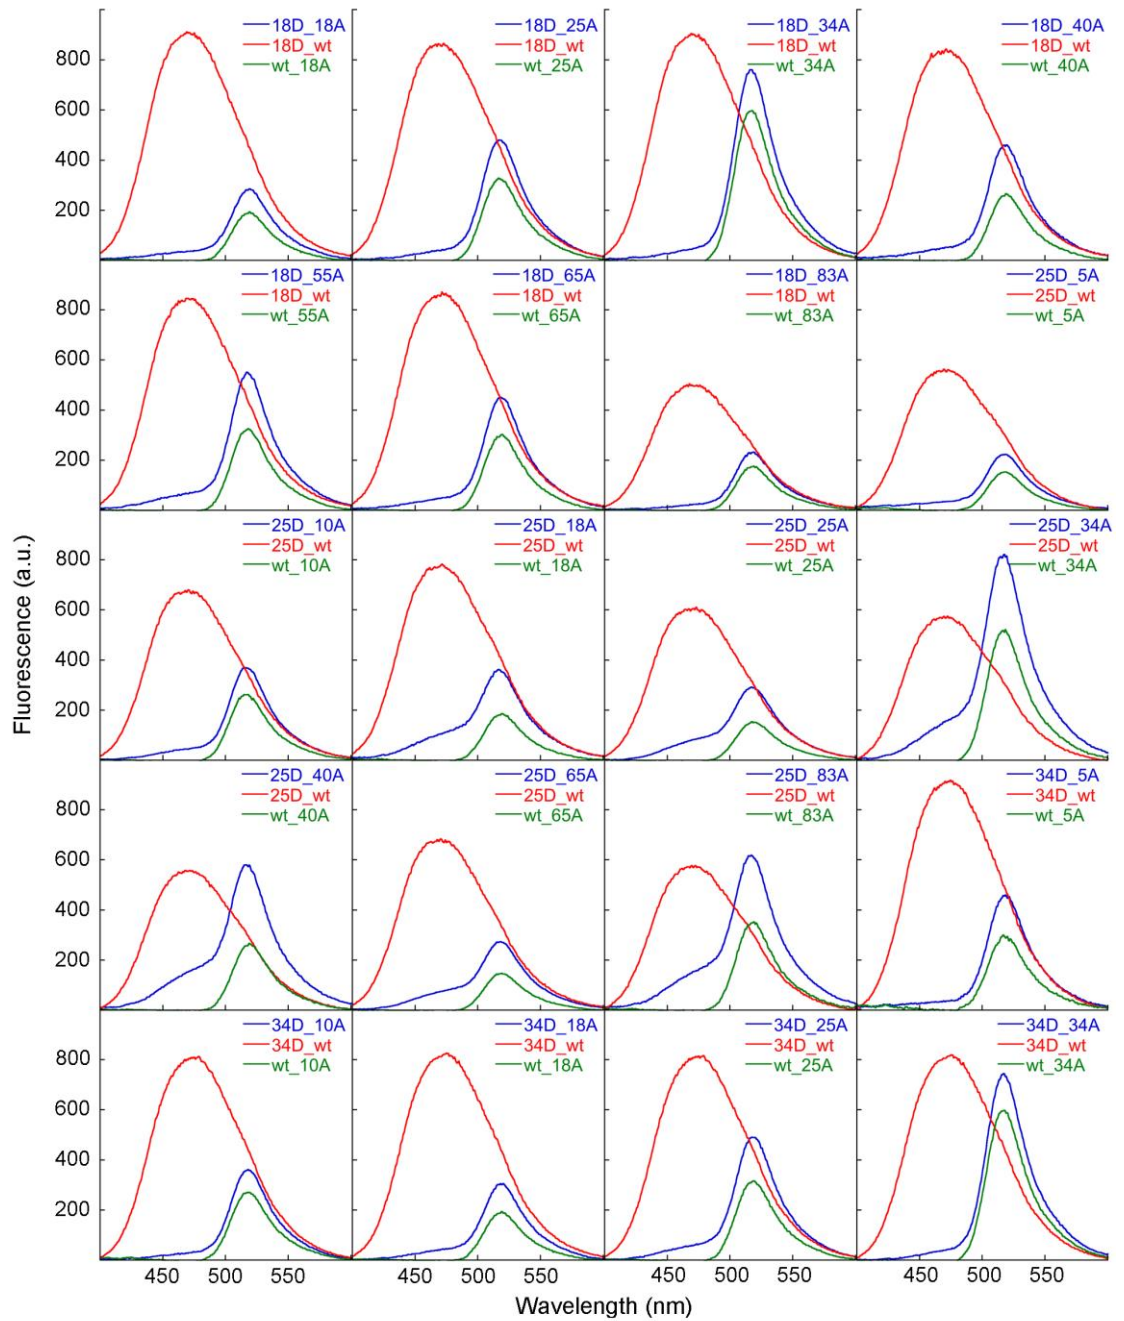 18D_18A
18D_wt
wt_18A
18D_25A
18D_wt
wt_25A
18D_34A
18D_wt
wt_34A
18D_40A
18D_wt
wt_40A
800
600
400
200
18D_55A
18D_wt
wt_55A
18D_65A
18D_wt
wt_65A
18D_83A
18D_wt
wt_83A
25D_5A
25D_wt
wt_5A
800
600
400
200
25D_10A
25D_wt
wt_10A
25D_18A
25D_wt
wt_18A
25D_25A
25D_wt
wt_25A
25D_34A
25D_wt
wt_34A
800
600
400
200
Fluorescence (a.u.)
25D_40A
25D_wt
wt_40A
25D_65A
25D_wt
wt_65A
25D_83A
25D_wt
wt_83A
34D_5A
34D_wt
wt_5A
800
600
400
200
34D_10A
34D_wt
wt_10A
34D_18A
34D_wt
wt_18A
34D_25A
34D_wt
wt_25A
34D_34A
34D_wt
wt_34A
800
600
400
200
450 500 550 450 500 550 450 500 550 450 500 550
Wavelength (nm)